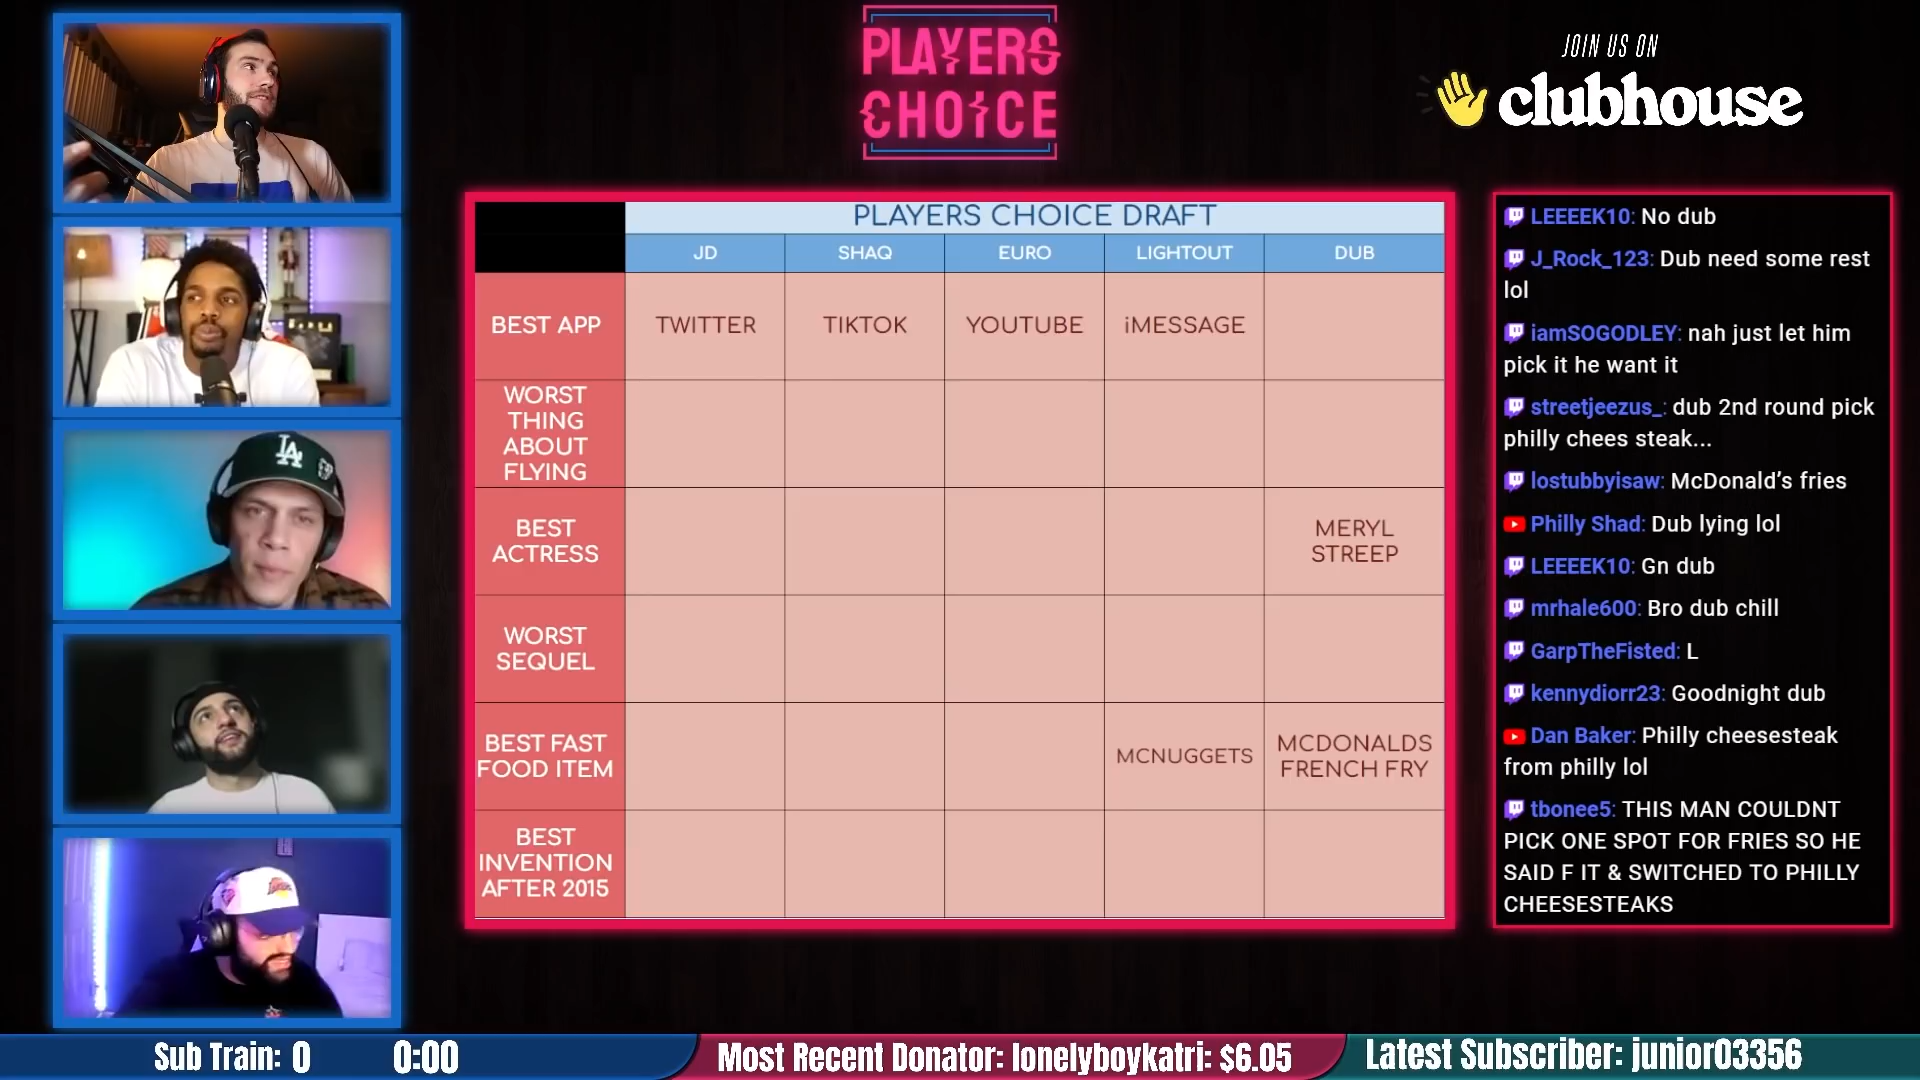 PLAYERS
CHOICE
JOIN US ON
clubhouse
PLAYERS CHOICE DRAFT
JD
SHAQ
EURO
LIGHTOUT
DUB
BEST APP
TWITTER
TIKTOK
YOUTUBE
iMESSAGE
WORST
THING
ABOUT
FLYING
BEST
ACTRESS
MERYL
STREEP
WORST
SEQUEL
BEST FAST
FOOD ITEM
MCNUGGETS
MCDONALDS
FRENCH FRY
BEST
INVENTION
AFTER 2015
LEEEEK10: No dub
J_Rock_123: Dub need some rest
lol
iamSOGODLEY: nah just let him
pick it he want it
streetjeezus_: dub 2nd round pick
philly chees steak...
lostubbyisaw: McDonald’s fries
Philly Shad: Dub lying lol
LEEEEK10: Gn dub
mrhale600: Bro dub chill
GarpTheFisted: L
kennydiorr23: Goodnight dub
Dan Baker: Philly cheesesteak
from philly lol
tbonee5: THIS MAN COULDNT
PICK ONE SPOT FOR FRIES SO HE
SAID F IT & SWITCHED TO PHILLY
CHEESESTEAKS
LA
Sub Train: 0
0:00
Most Recent Donator: lonelyboykatri: $6.05
Latest Subscriber: junior03356